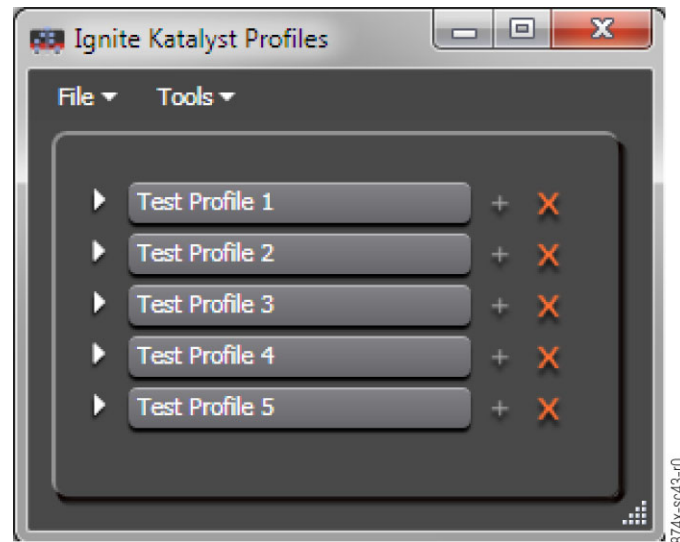 Ignite Katalyst Profiles
File Tools
Test Profile 1
Test Profile 2
Test Profile 3
Test Profile 4
Test Profile 5